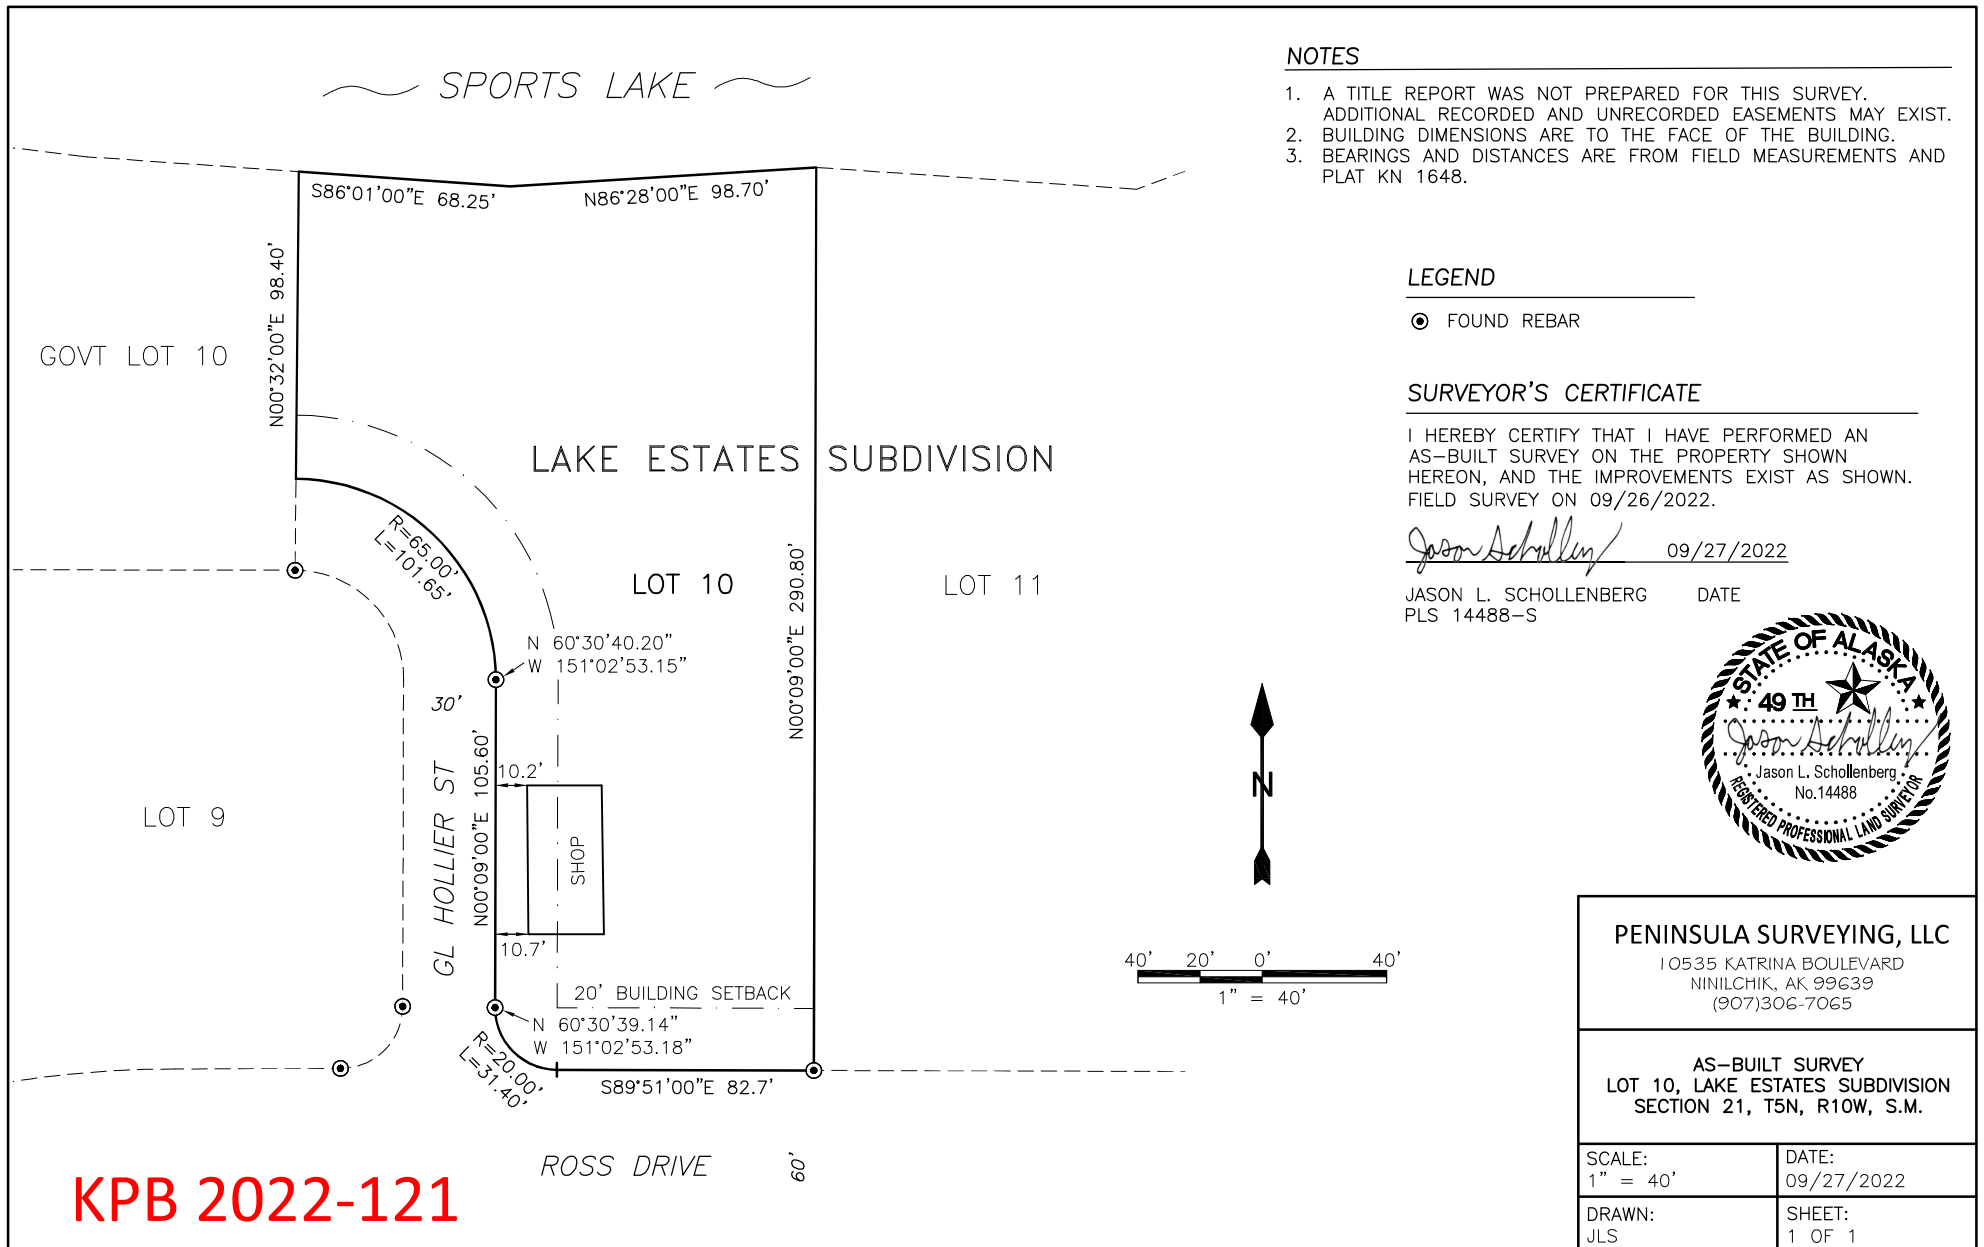 SPORTS LAKE
S86°01'00"E 68.25'
N86°28'00"E 98.70'
N00°32'00"E 98.40'
GOVT LOT 10
LAKE ESTATES SUBDIVISION
R=65.00'
L=101.65'
LOT 10
LOT 11
N00°09'00"E 290.80'
N 60°30'40.20"
W 151°02'53.15"
30'
GL HOLLIER ST
N00°09'00"E 105.60'
10.2'
SHOP
10.7'
LOT 9
20' BUILDING SETBACK
N 60°30'39.14"
W 151°02'53.18"
R=20.00'
L=31.40'
S89°51'00"E 82.7'
ROSS DRIVE
60'
KPB 2022-121
N
40' 20' 0' 40'
1" = 40'
NOTES
1. A TITLE REPORT WAS NOT PREPARED FOR THIS SURVEY.
ADDITIONAL RECORDED AND UNRECORDED EASEMENTS MAY EXIST.
2. BUILDING DIMENSIONS ARE TO THE FACE OF THE BUILDING.
3. BEARINGS AND DISTANCES ARE FROM FIELD MEASUREMENTS AND
PLAT KN 1648.
LEGEND
FOUND REBAR
SURVEYOR'S CERTIFICATE
I HEREBY CERTIFY THAT I HAVE PERFORMED AN
AS-BUILT SURVEY ON THE PROPERTY SHOWN
HEREON, AND THE IMPROVEMENTS EXIST AS SHOWN.
FIELD SURVEY ON 09/26/2022.
09/27/2022
JASON L. SCHOLLENBERG DATE
PLS 14488-S
STATE OF ALASKA
49 TH
Jason L. Schollenberg
No.14488
REGISTERED PROFESSIONAL LAND SURVEYOR
PENINSULA SURVEYING, LLC
10535 KATRINA BOULEVARD
NINILCHIK, AK 99639
(907)306-7065
AS-BUILT SURVEY
LOT 10, LAKE ESTATES SUBDIVISION
SECTION 21, T5N, R10W, S.M.
SCALE:
1" = 40'
DATE:
09/27/2022
DRAWN:
JLS
SHEET:
1 OF 1